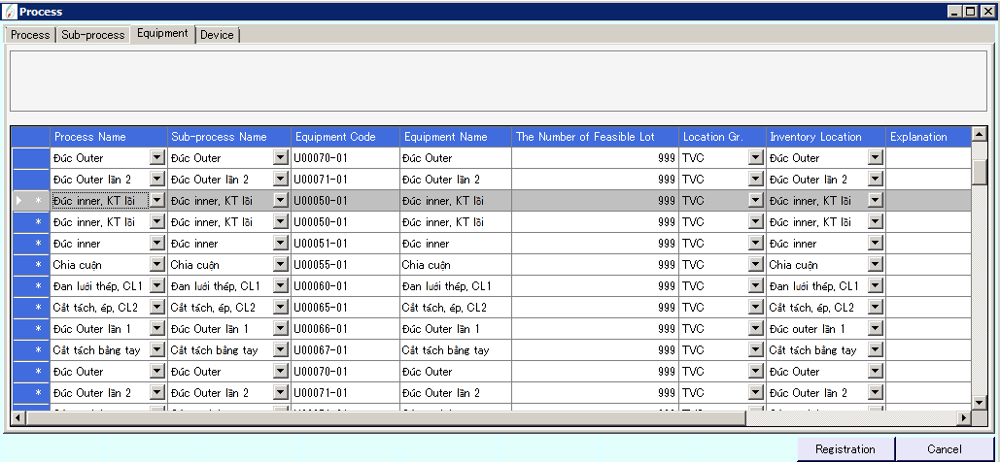 Process
Process Sub-process Equipment Device
Process Name Sub-process Name Equipment Code Equipment Name The Number of Feasible Lot Location Gr. Inventory Location Explanation
Đúc Outer Đúc Outer U00070-01 Đúc Outer 999 TVC Đúc Outer
Đúc Outer lần 2 Đúc Outer lần 2 U00071-01 Đúc Outer lần 2 999 TVC Đúc Outer lần 2
* Đúc inner, KT lõi Đúc inner, KT lõi U00050-01 Đúc inner, KT lõi 999 TVC Đúc inner, KT lõi
* Đúc inner, KT lõi Đúc inner, KT lõi U00050-01 Đúc inner, KT lõi 999 TVC Đúc inner, KT lõi
* Đúc inner Đúc inner U00051-01 Đúc inner 999 TVC Đúc inner
* Chia cuộn Chia cuộn U00055-01 Chia cuộn 999 TVC Chia cuộn
* Đan lưới thép, CL1 Đan lưới thép, CL1 U00060-01 Đan lưới thép, CL1 999 TVC Đan lưới thép, CL1
* Cắt tách, ép, CL2 Cắt tách, ép, CL2 U00065-01 Cắt tách, ép, CL2 999 TVC Cắt tách, ép, CL2
* Đúc Outer lần 1 Đúc Outer lần 1 U00066-01 Đúc Outer lần 1 999 TVC Đúc outer lần 1
* Cắt tách bằng tay Cắt tách bằng tay U00067-01 Cắt tách bằng tay 999 TVC Cắt tách bằng tay
* Đúc Outer Đúc Outer U00070-01 Đúc Outer 999 TVC Đúc Outer
* Đúc Outer lần 2 Đúc Outer lần 2 U00071-01 Đúc Outer lần 2 999 TVC Đúc Outer lần 2
Registration Cancel